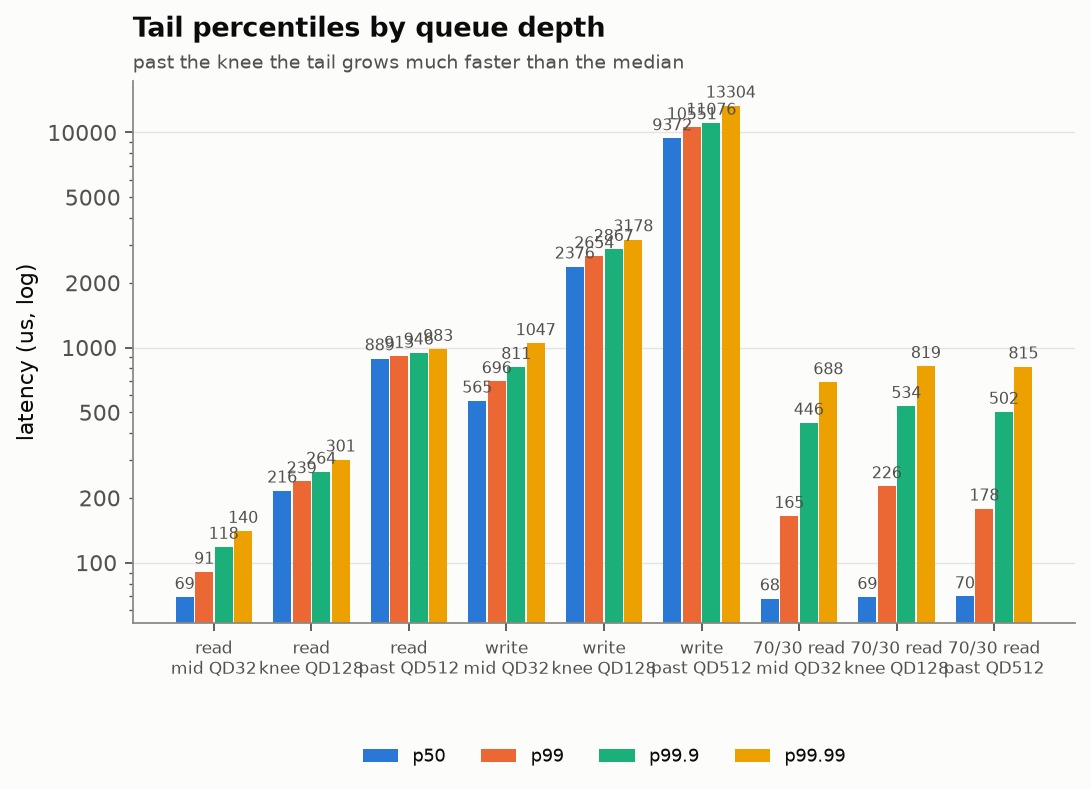 Tail percentiles by queue depth
past the knee the tail grows much faster than the median
latency (us, log)
10000
5000
2000
1000
500
200
100
69
91
118
140
216
239
264
301
889
913
946
983
565
696
811
1047
2376
2654
2867
3178
9372
10551
11076
13304
68
165
446
688
69
226
534
819
70
178
502
815
read
mid QD32
read
knee QD128
read
past QD512
write
mid QD32
write
knee QD128
write
past QD512
70/30 read
mid QD32
70/30 read
knee QD128
70/30 read
past QD512
p50
p99
p99.9
p99.99